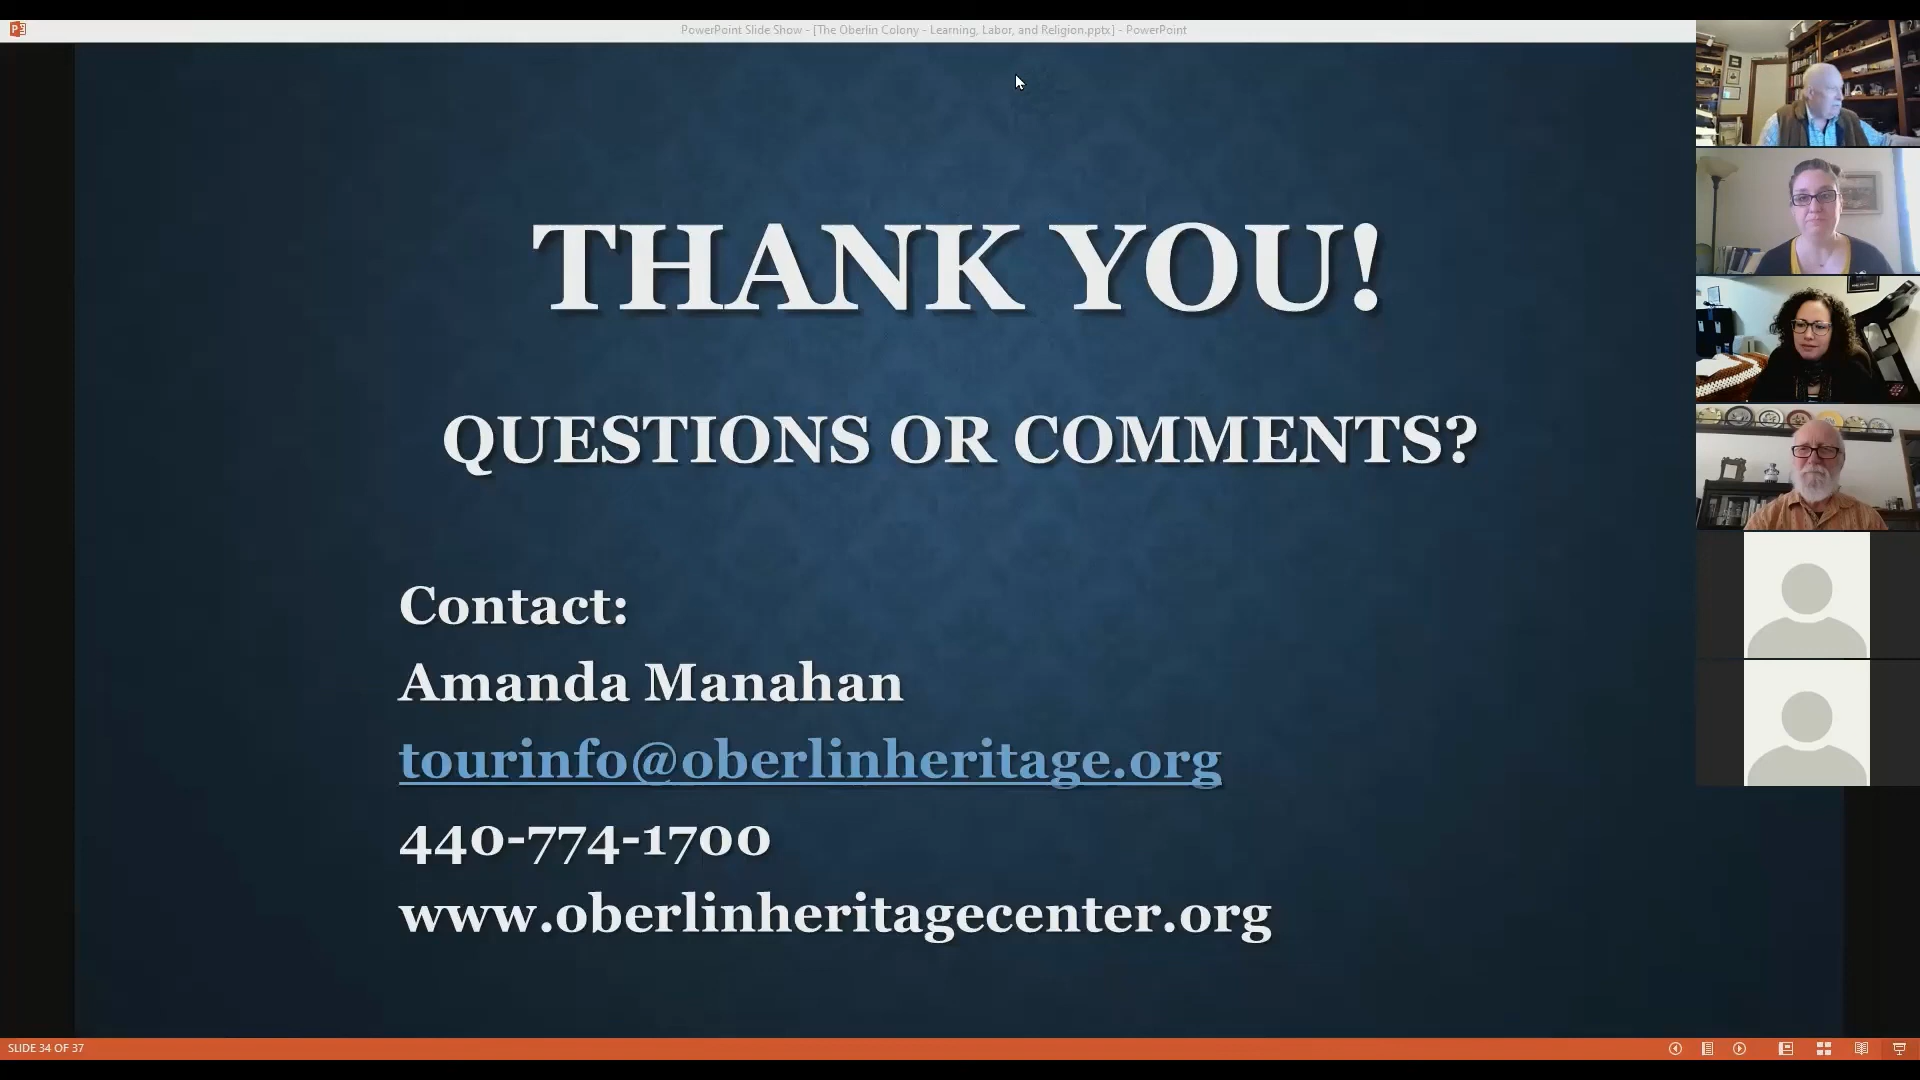 PowerPoint Slide Show - [The Oberlin Colony - Learning, Labor, and Religion.pptx] - PowerPoint
THANK YOU!
QUESTIONS OR COMMENTS?
Contact:
Amanda Manahan
tourinfo@oberlinheritage.org
440-774-1700
www.oberlinheritagecenter.org
SLIDE 34 OF 37